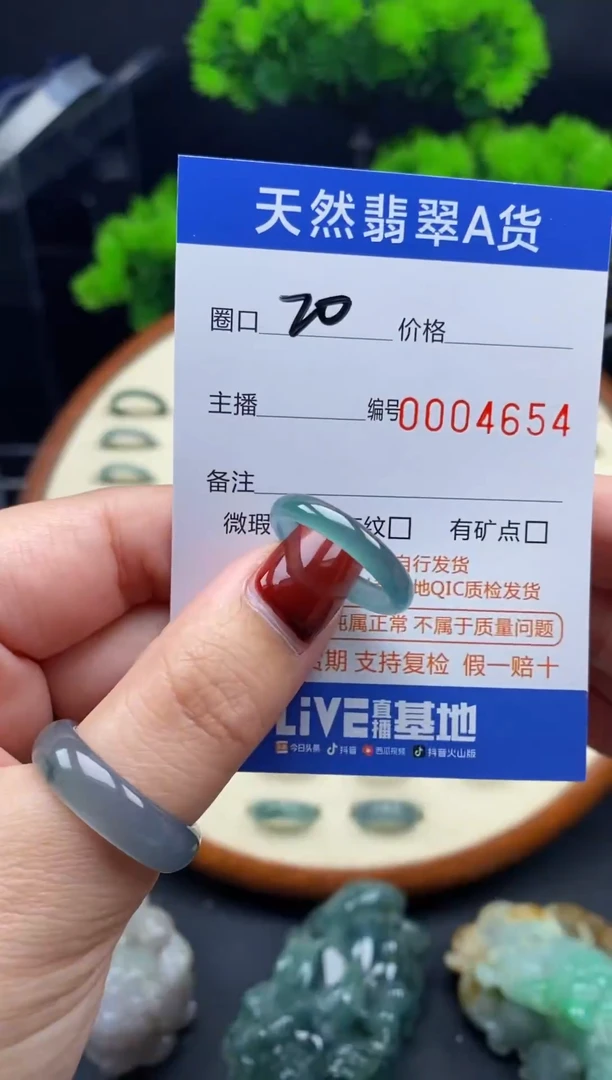 天然翡翠A货
圈口 20 价格
主播 编号0004654
备注
微瑕 纹□ 有矿点□
自行发货
地QIC质检发货
纯属正常 不属于质量问题
期 支持复检 假一赔十
LiVE直播基地
今日头条 抖音 西瓜视频 抖音火山版